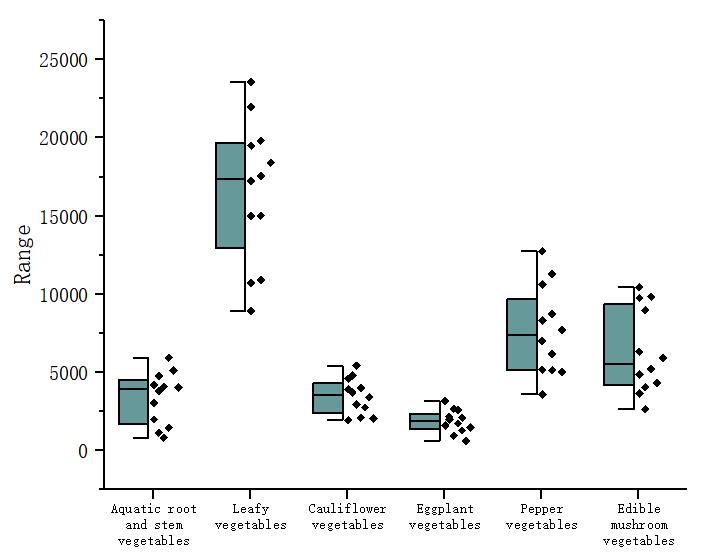 25000
20000
15000
10000
5000
0
Range
Aquatic root
and stem
vegetables
Leafy
vegetables
Cauliflower
vegetables
Eggplant
vegetables
Pepper
vegetables
Edible
mushroom
vegetables